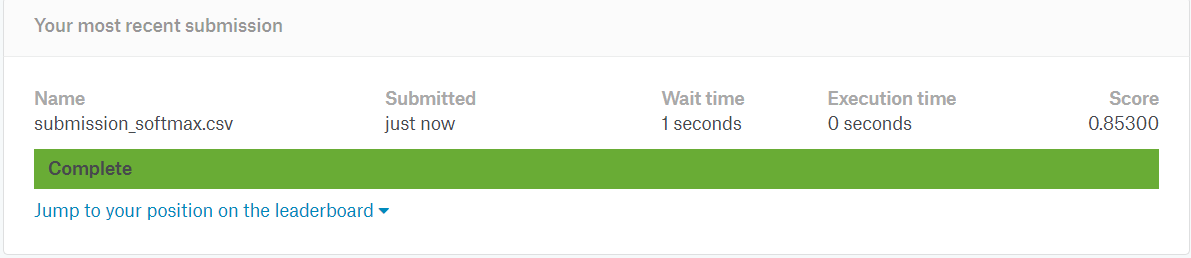 Your most recent submission
Name Submitted Wait time Execution time Score
submission_softmax.csv just now 1 seconds 0 seconds 0.85300
Complete
Jump to your position on the leaderboard